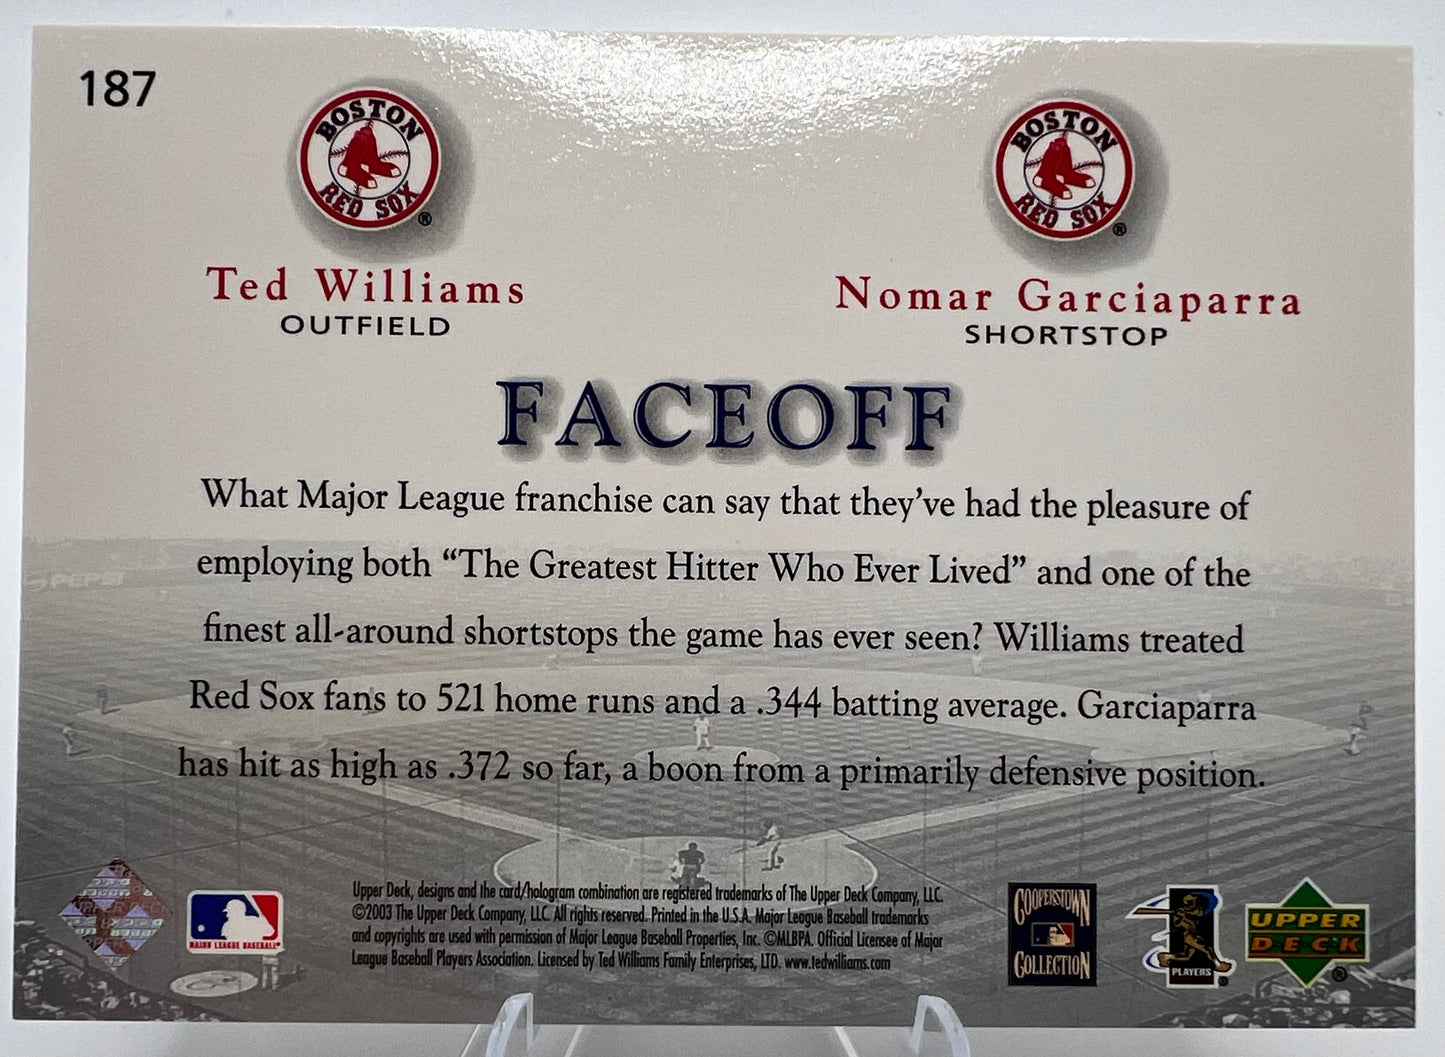 187
BOSTON
RED SOX
®
BOSTON
RED SOX
®
Ted Williams
OUTFIELD
Nomar Garciaparra
SHORTSTOP
FACEOFF
What Major League franchise can say that they've had the pleasure of
employing both “The Greatest Hitter Who Ever Lived” and one of the
finest all-around shortstops the game has ever seen? Williams treated
Red Sox fans to 521 home runs and a .344 batting average. Garciaparra
has hit as high as .372 so far, a boon from a primarily defensive position.
MAJOR LEAGUE BASEBALL®
Upper Deck, designs and the card/hologram combination are registered trademarks of The Upper Deck Company, LLC.
©2003 The Upper Deck Company, LLC. All rights reserved. Printed in the U.S.A. Major League Baseball trademarks
and copyrights are used with permission of Major League Baseball Properties, Inc. ©MLBPA. Official Licensee of Major
League Baseball Players Association. Licensed by Ted Williams Family Enterprises, LTD. www.tedwilliams.com
COOPERSTOWN
COLLECTION
PLAYERS
UPPER
DECK
®